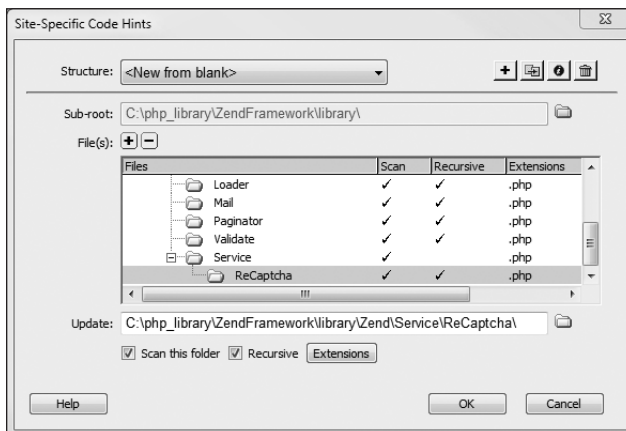 Site-Specific Code Hints
Structure: <New from blank>
Sub-root: C:\php_library\ZendFramework\library\
File(s):
Files Scan Recursive Extensions
Loader ✓ ✓ .php
Mail ✓ ✓ .php
Paginator ✓ ✓ .php
Validate ✓ ✓ .php
Service ✓ .php
ReCaptcha ✓ ✓ .php
Update: C:\php_library\ZendFramework\library\Zend\Service\ReCaptcha\
Scan this folder Recursive Extensions
Help OK Cancel